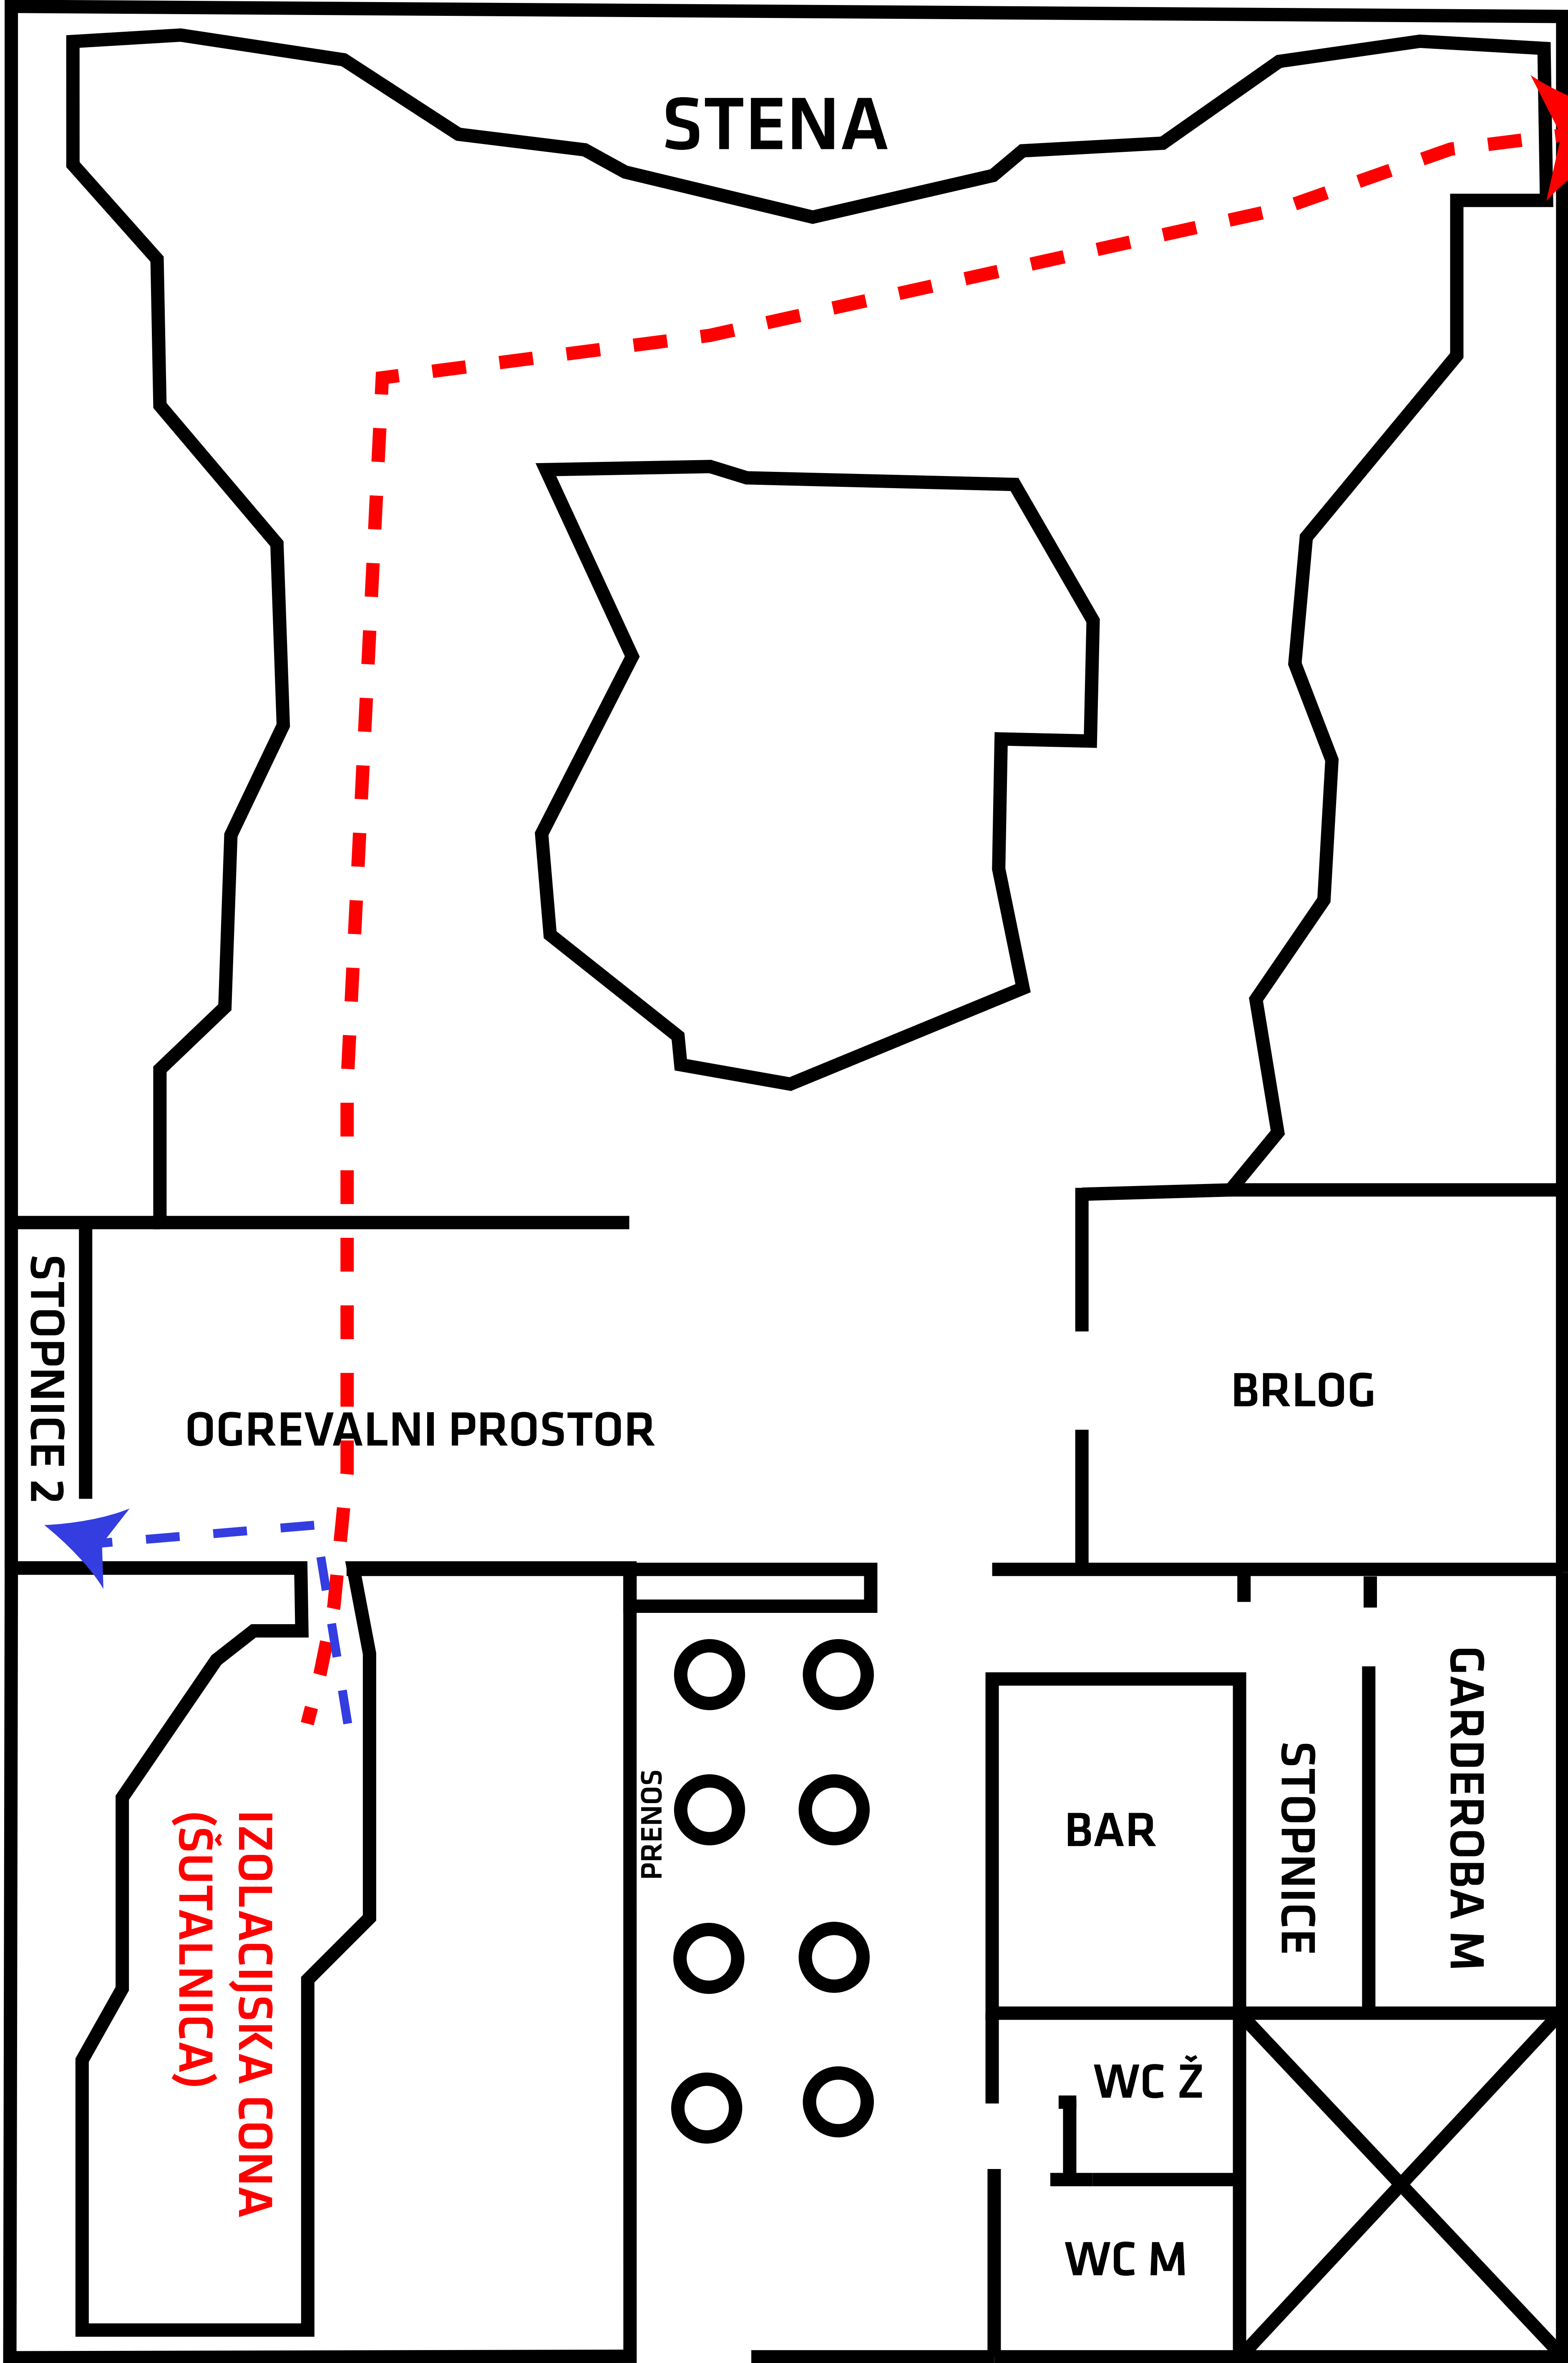 STENA
STOPNICE 2
OGREVALNI PROSTOR
BRLOG
IZOLACIJSKA CONA
(ŠUTALNICA)
PRENOS
BAR
STOPNICE
GARDEROBA M
WC Ž
WC M